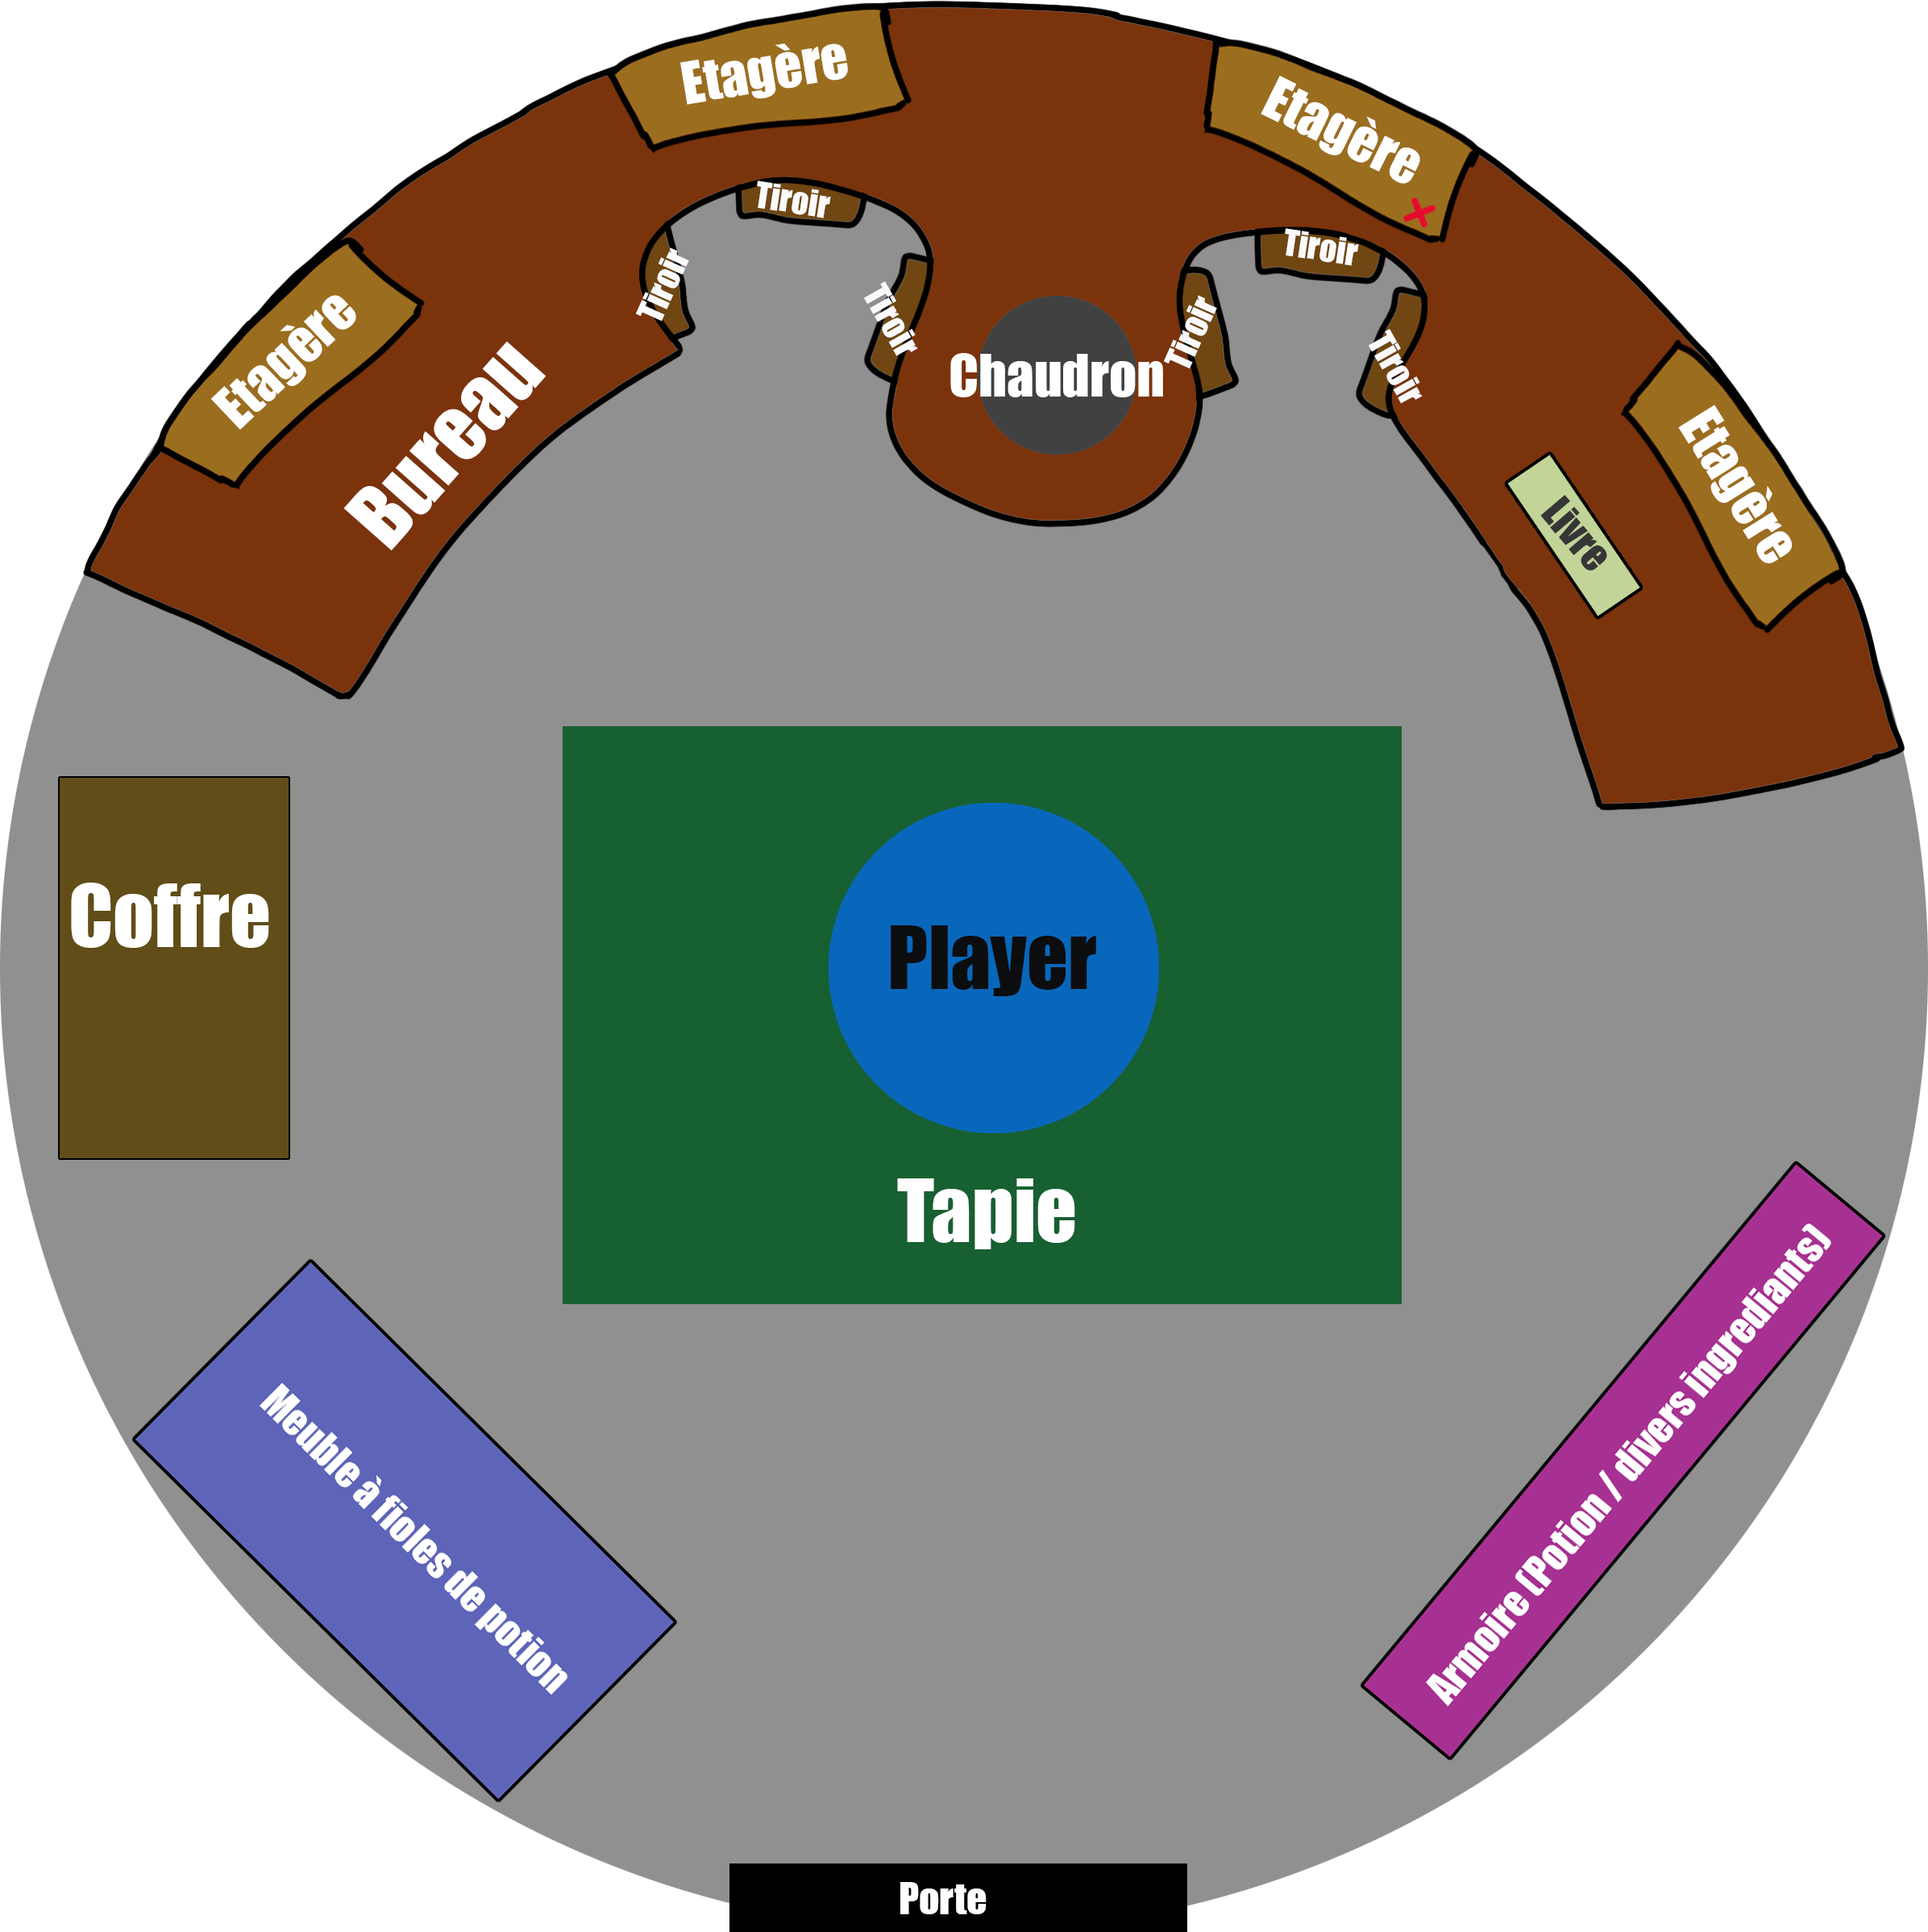 Etagère
Etagère
Tiroir
Tiroir
Tiroir
Tiroir
Tiroir
Tiroir
Etagère
Bureau
Chaudron
Etagère
Livre
Coffre
Player
Tapie
Meuble à fioles de potion
Armoire (Potion / divers ingrediants)
Porte